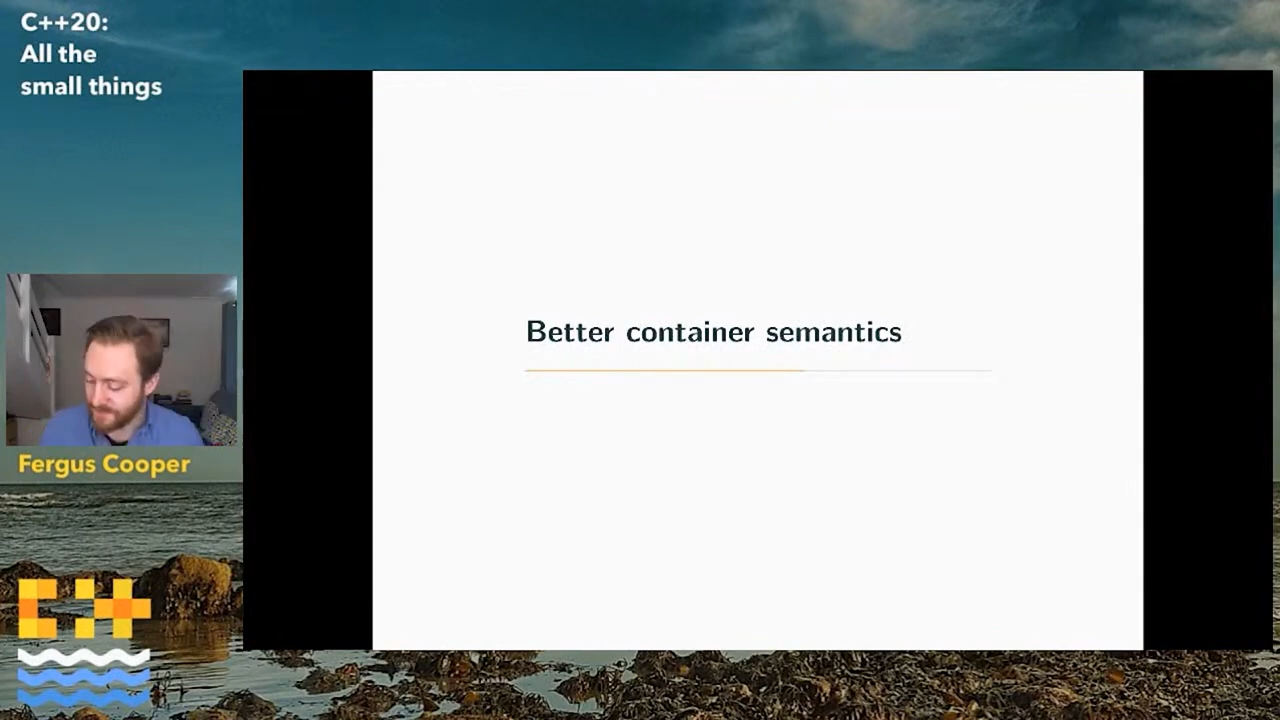 C++20:
All the
small things
Better container semantics
Fergus Cooper
C++